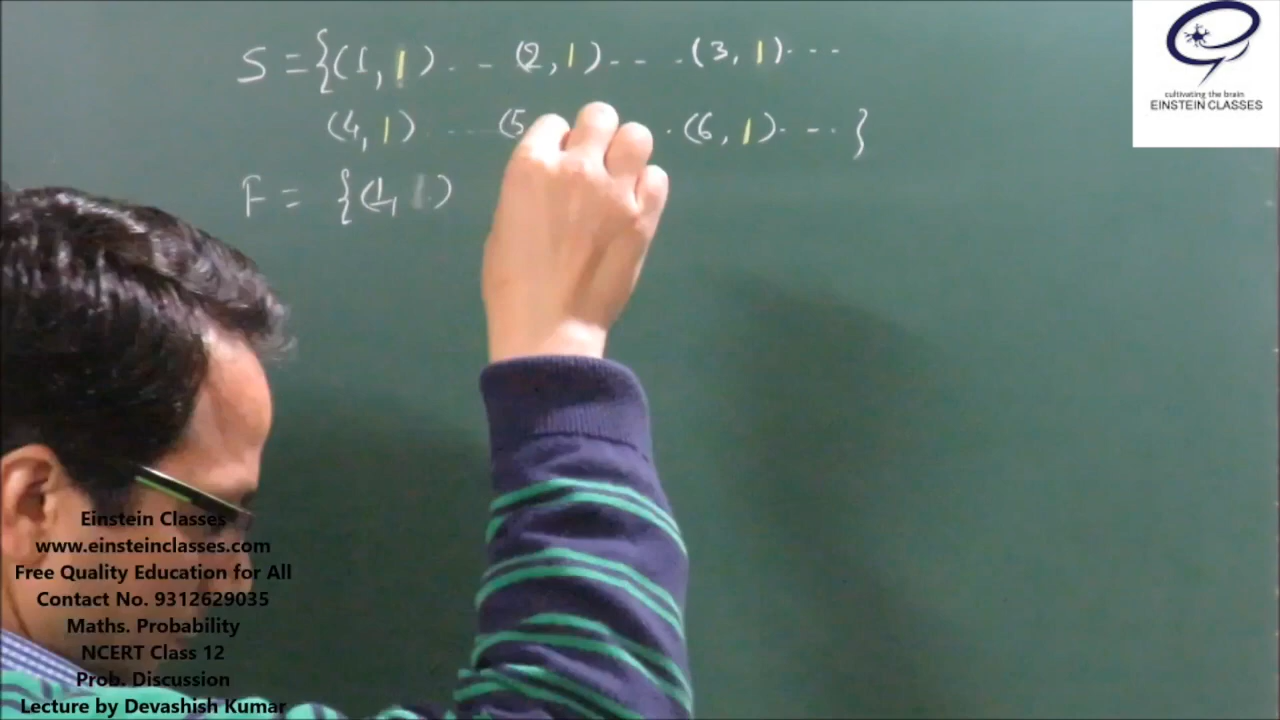 S = {(1, 1) . - - (2, 1) - - . (3, 1) . - - -
(4, 1) . - - - (5 . (6, 1) . - - - }
F = {(1, 1)
cultivating the brain
EINSTEIN CLASSES
Einstein Classes
www.einsteinclasses.com
Free Quality Education for All
Contact No. 9312629035
Maths. Probability
NCERT Class 12
Prob. Discussion
Lecture by Devashish Kumar